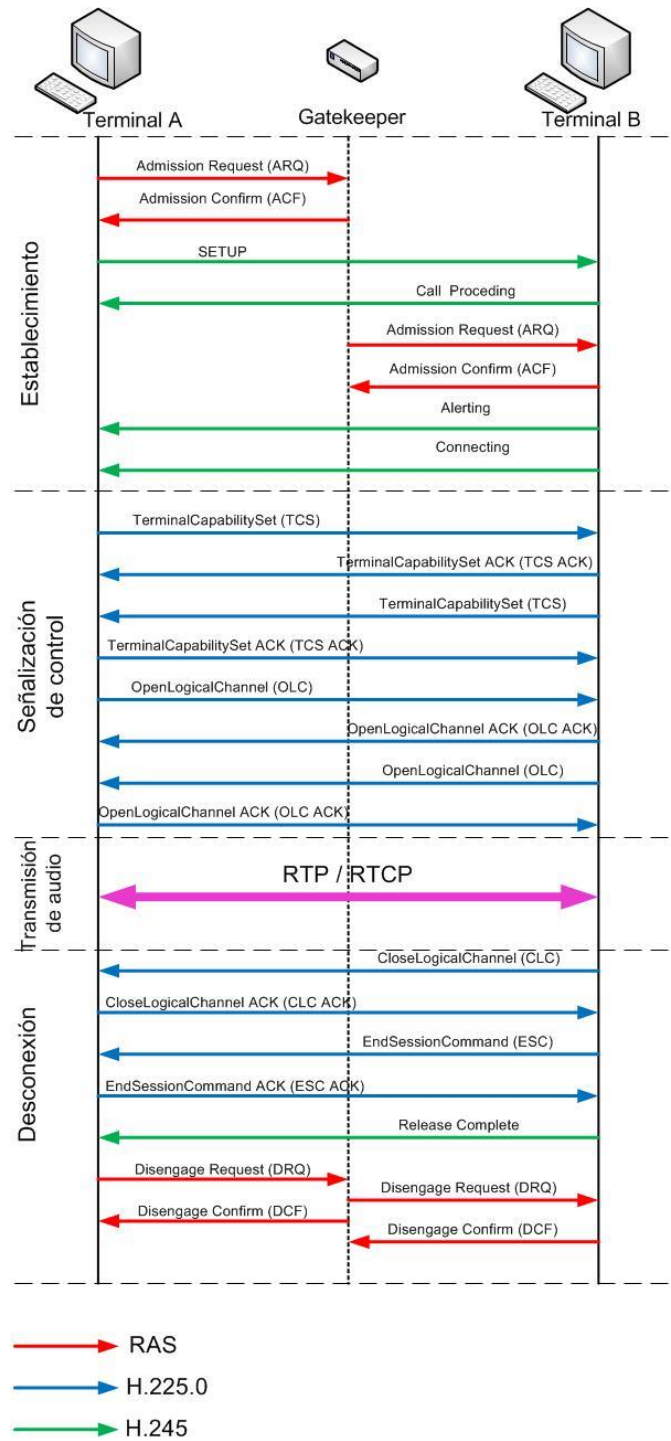 Terminal A
Gatekeeper
Terminal B
Establecimiento
Admission Request (ARQ)
Admission Confirm (ACF)
SETUP
Call Proceding
Admission Request (ARQ)
Admission Confirm (ACF)
Alerting
Connecting
Señalización
de control
TerminalCapabilitySet (TCS)
TerminalCapabilitySet ACK (TCS ACK)
TerminalCapabilitySet (TCS)
TerminalCapabilitySet ACK (TCS ACK)
OpenLogicalChannel (OLC)
OpenLogicalChannel ACK (OLC ACK)
OpenLogicalChannel (OLC)
OpenLogicalChannel ACK (OLC ACK)
Transmisión
de audio
RTP / RTCP
Desconexión
CloseLogicalChannel (CLC)
CloseLogicalChannel ACK (CLC ACK)
EndSessionCommand (ESC)
EndSessionCommand ACK (ESC ACK)
Release Complete
Disengage Request (DRQ)
Disengage Request (DRQ)
Disengage Confirm (DCF)
Disengage Confirm (DCF)
RAS
H.225.0
H.245